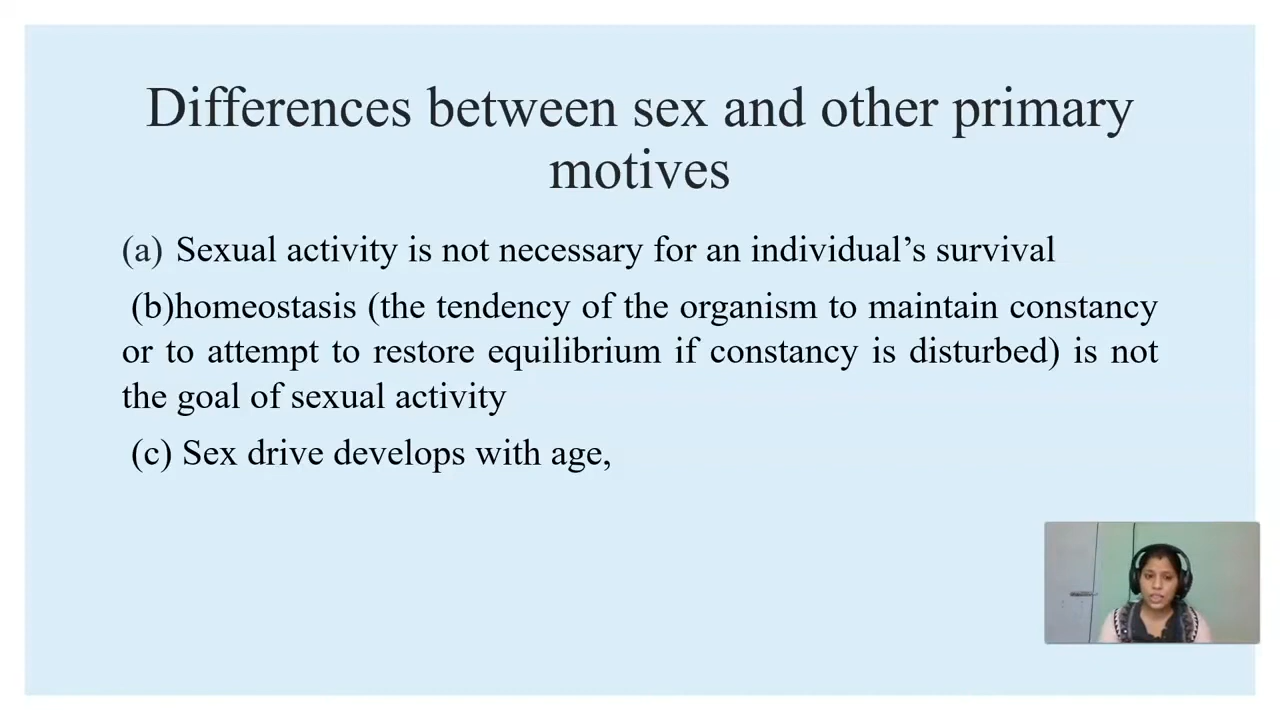 Differences between sex and other primary
motives
(a) Sexual activity is not necessary for an individual’s survival
(b)homeostasis (the tendency of the organism to maintain constancy
or to attempt to restore equilibrium if constancy is disturbed) is not
the goal of sexual activity
(c) Sex drive develops with age,